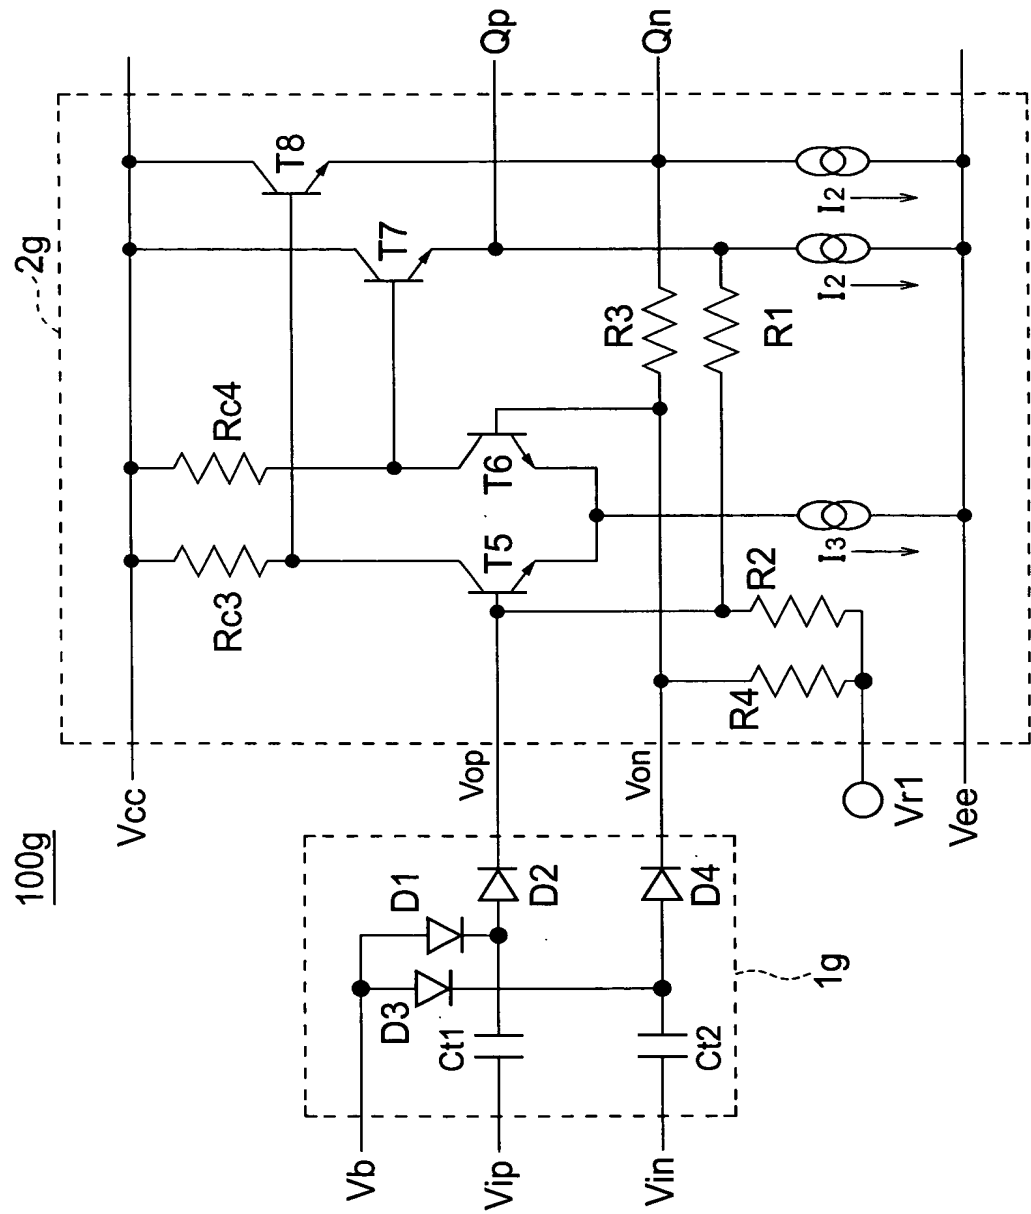 100g
2g
Vcc
Rc3
Rc4
T8
T7
Qp
Qn
T5
T6
R3
R1
I2
I2
I3
R2
R4
Vop
Von
Vr1
Vee
D1
D2
D3
D4
Ct1
Ct2
1g
Vb
Vip
Vin